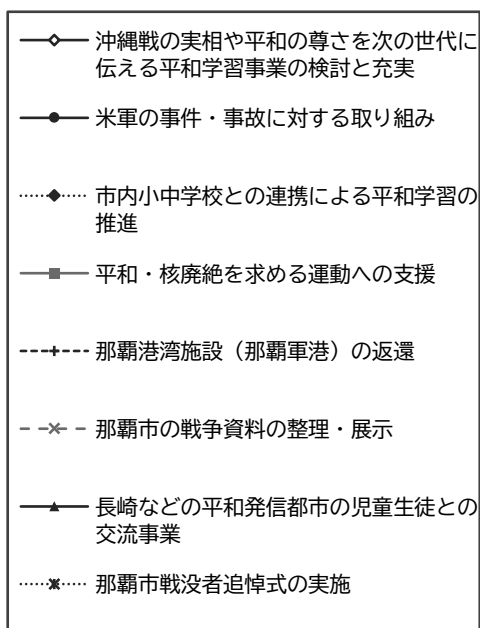 沖縄戦の実相や平和の尊さを次の世代に
伝える平和学習事業の検討と充実
米軍の事件・事故に対する取り組み
市内小中学校との連携による平和学習の
推進
平和・核廃絶を求める運動への支援
那覇港湾施設（那覇軍港）の返還
那覇市の戦争資料の整理・展示
長崎などの平和発信都市の児童生徒との
交流事業
那覇市戦没者追悼式の実施